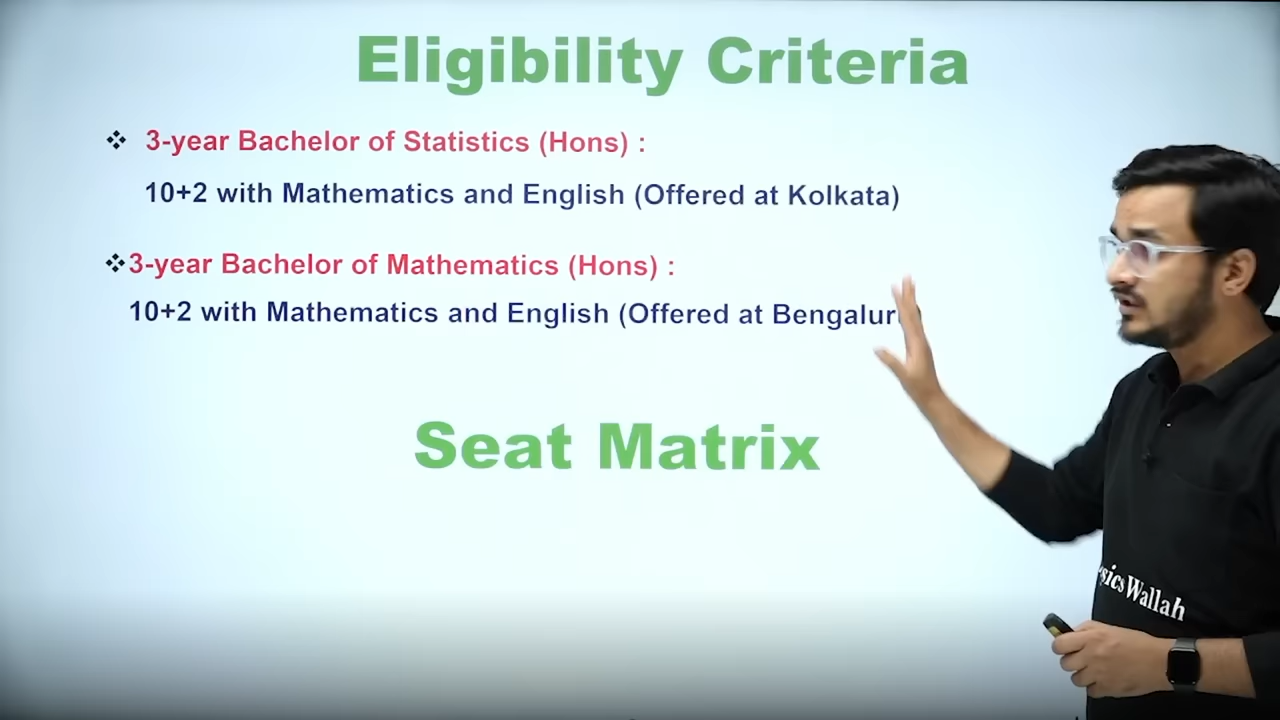 Eligibility Criteria
❖ 3-year Bachelor of Statistics (Hons) :
10+2 with Mathematics and English (Offered at Kolkata)
❖3-year Bachelor of Mathematics (Hons) :
10+2 with Mathematics and English (Offered at
Seat Matrix
Wallah